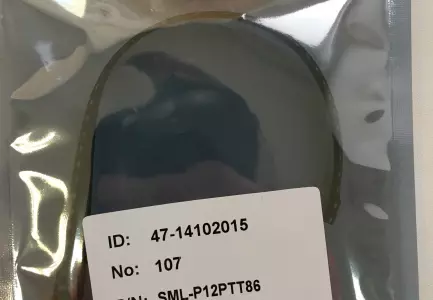 ID: 47-14102015
No: 107
P/N: SML-P12PTT86